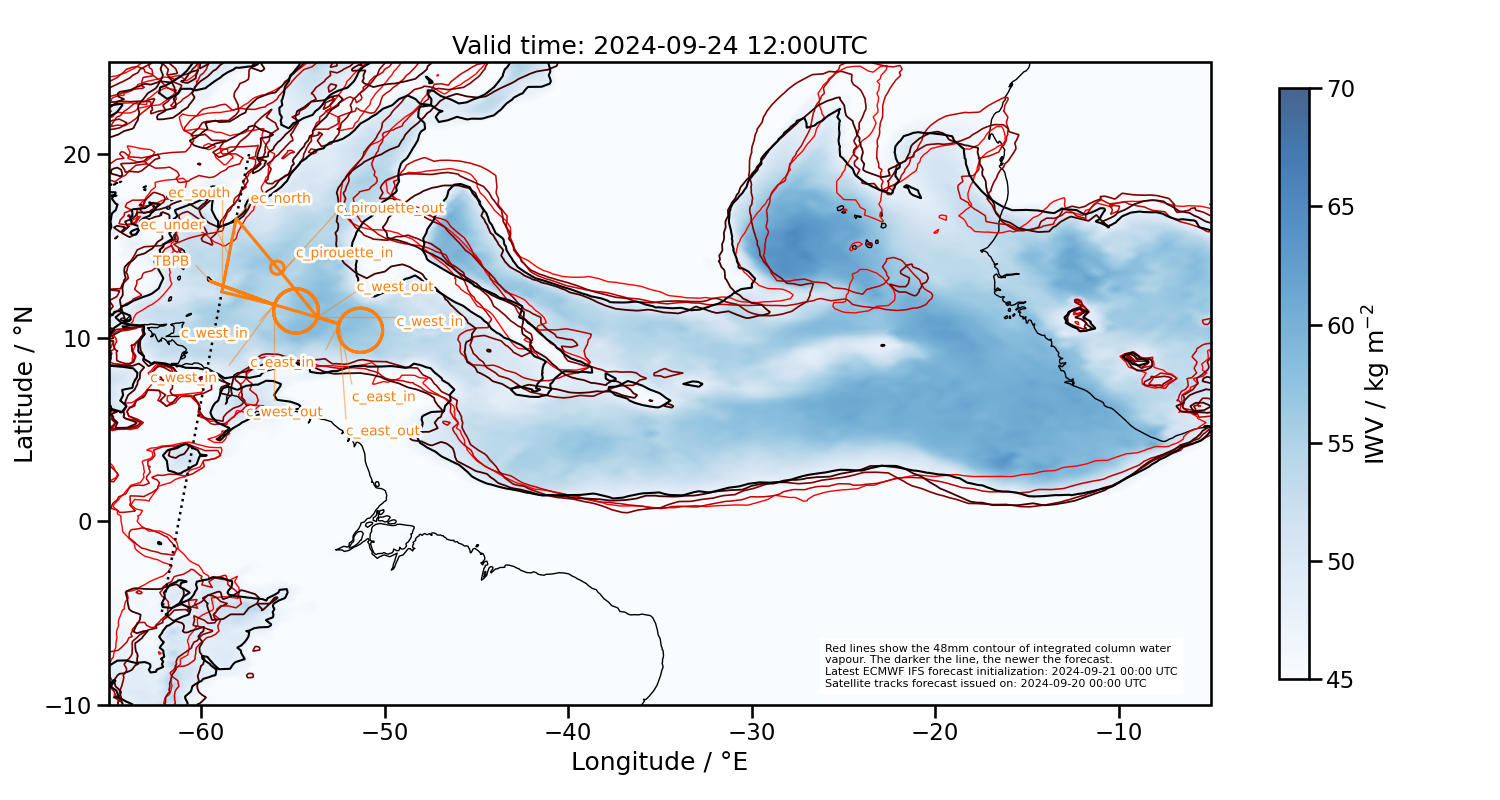 Valid time: 2024-09-24 12:00UTC
20
10
0
−10
Latitude / °N
−60
−50
−40
−30
−20
−10
Longitude / °E
ec_south
ec_north
c_pirouette_out
ec_under
c_pirouette_in
TBPB
c_west_out
c_west_in
c_west_in
c_east_in
c_west_in
c_east_in
c_west_out
c_east_out
Red lines show the 48mm contour of integrated column water
vapour. The darker the line, the newer the forecast.
Latest ECMWF IFS forecast initialization: 2024-09-21 00:00 UTC
Satellite tracks forecast issued on: 2024-09-20 00:00 UTC
70
65
60
55
50
45
IWV / kg m−2